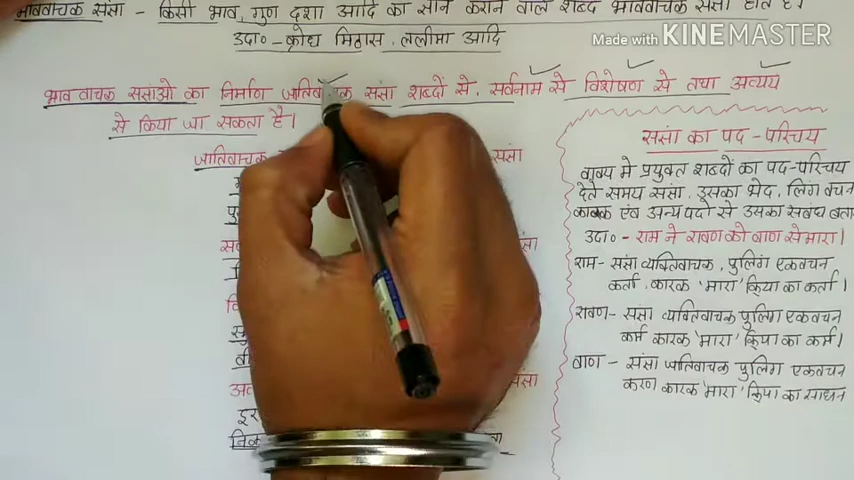 भाववाचक संज्ञा - किसी भाव, गुण दशा आदि का ज्ञान कराने वाले शब्द भाववाचक संज्ञा होते है।
उदा० - क्रोध मिठास, ललीमा आदि
Made with KINEMASTER
भाव वाचक संज्ञाओ का निर्माण जातिवाचक संज्ञा शब्दों से, सर्वनाम से विशेषण से तथा अव्यय
से किया जा सकता है।
जातिवाचक
संज्ञा
संज्ञा का पद - परिचय
वाक्य मे प्रयुक्त शब्दों का पद-परिचय
देते समय संज्ञा, उसका भेद, लिंग वचन
कारक एंव अन्य पदो से उसका सबंध बता
उदा० - राम ने रावण को बाण से मारा।
राम - संज्ञा व्यक्तिवाचक, पुलिंग एकवचन
कर्ता कारक 'मारा' क्रिया का कर्ता।
रावण - संज्ञा व्यक्तिवाचक पुलिंग एकवचन
कर्म कारक 'मारा' क्रिया का कर्म।
बाण - संज्ञा जातिवाचक पुलिंग एकवचन
करण कारक 'मारा' क्रिया का साधन